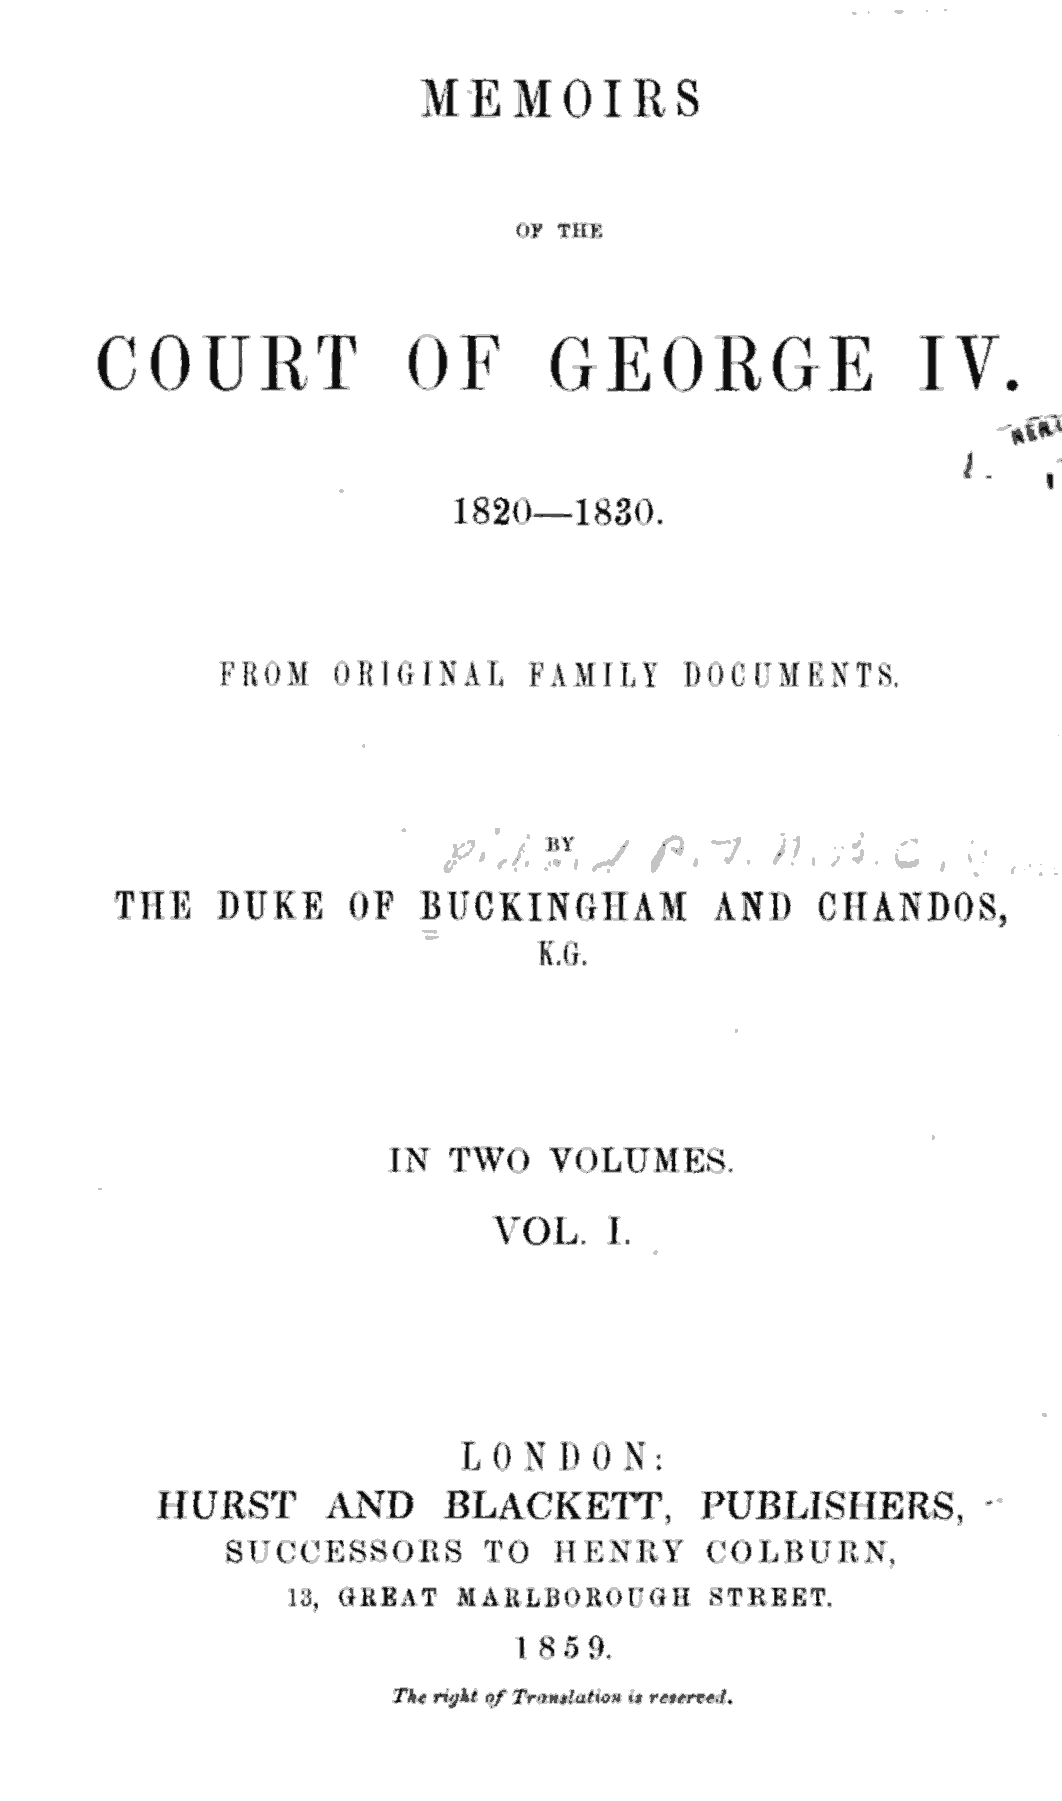 MEMOIRS
OF THE
COURT OF GEORGE IV.
1820—1830.
FROM ORIGINAL FAMILY DOCUMENTS.
BY
THE DUKE OF BUCKINGHAM AND CHANDOS,
K.G.
IN TWO VOLUMES.
VOL. I.
LONDON:
HURST AND BLACKETT, PUBLISHERS,
SUCCESSORS TO HENRY COLBURN,
13, GREAT MARLBOROUGH STREET.
1859.
The right of Translation is reserved.